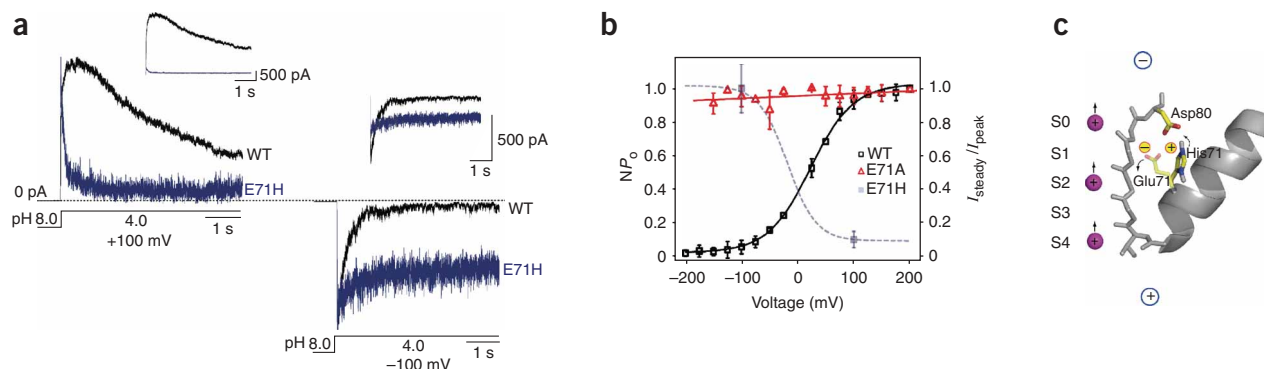 a
500 pA
1 s
WT
0 pA
E71H
pH 8.0
4.0
1 s
+100 mV
500 pA
1 s
WT
E71H
pH 8.0
4.0
1 s
–100 mV
b
NPo
1.0
0.8
0.6
0.4
0.2
0
WT
E71A
E71H
1.0
0.8
0.6
0.4
0.2
0
Isteady/Ipeak
–200 –100 0 100 200
Voltage (mV)
c
−
S0
S1
S2
S3
S4
+
+
+
Asp80
− +
His71
Glu71
+